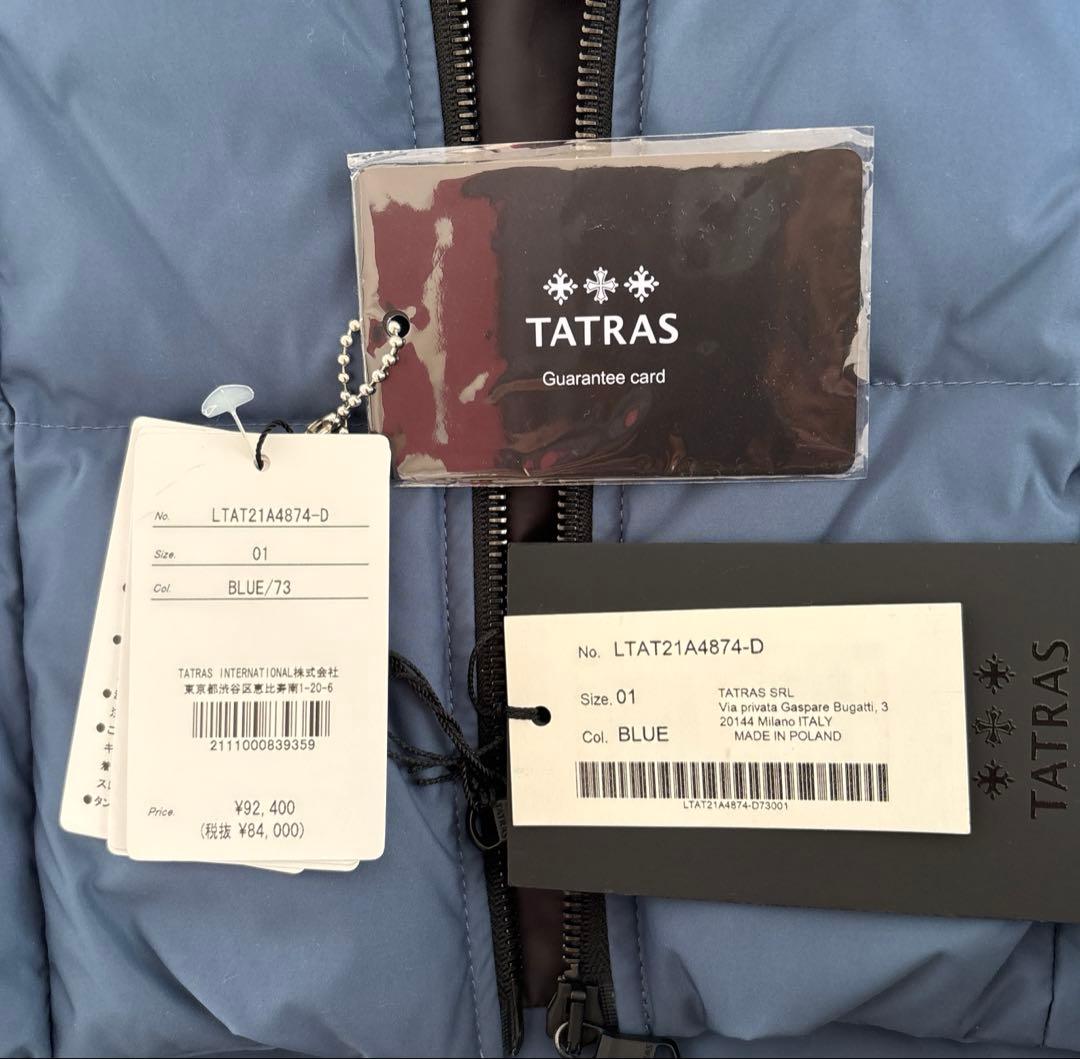 TATRAS
Guarantee card
No. LTAT21A4874-D
Size. 01
Col. BLUE/73
TATRAS INTERNATIONAL株式会社
東京都渋谷区恵比寿南1-20-6
2111000839359
Price. ¥92,400
(税抜 ¥84,000)
No. LTAT21A4874-D
Size. 01
Col. BLUE
TATRAS SRL
Via privata Gaspare Bugatti, 3
20144 Milano ITALY
MADE IN POLAND
LTAT21A4874-D73001
TATRAS